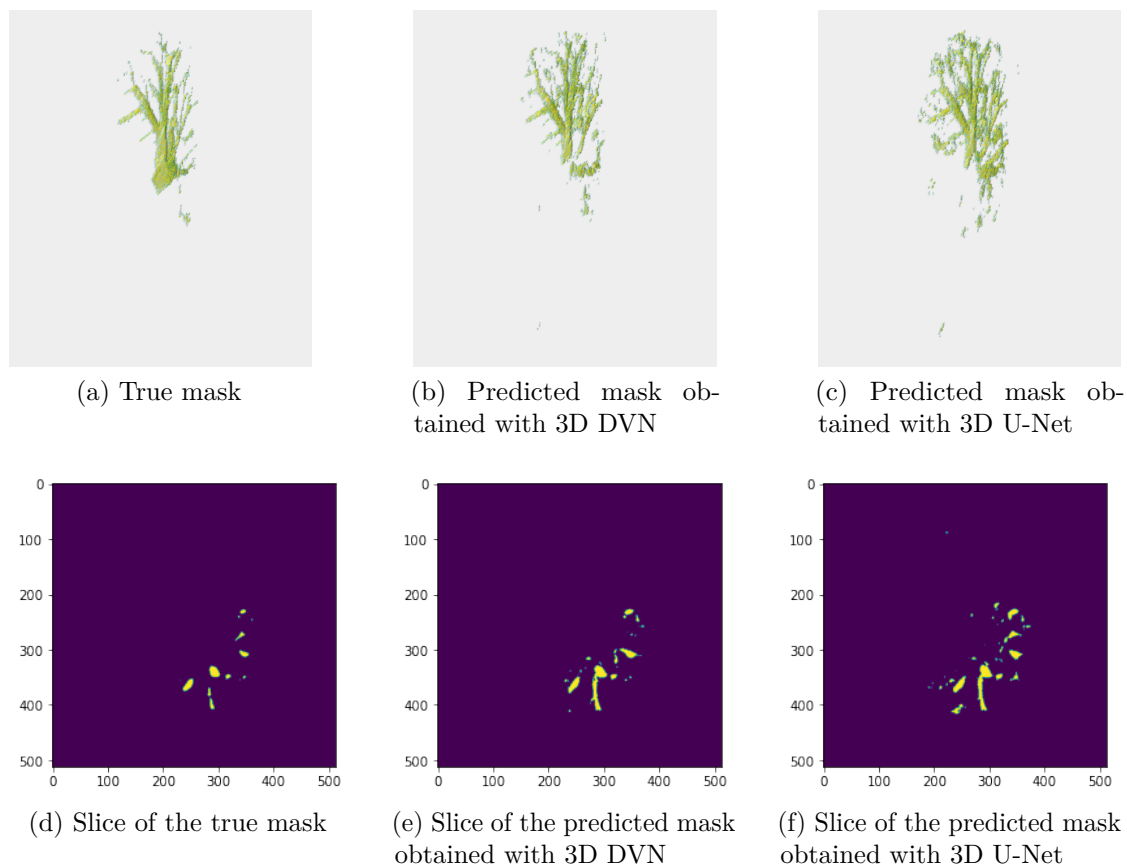 (a) True mask
(b) Predicted mask ob-
tained with 3D DVN
(c) Predicted mask ob-
tained with 3D U-Net
0
100
200
300
400
500
0 100 200 300 400 500
(d) Slice of the true mask
0
100
200
300
400
500
0 100 200 300 400 500
(e) Slice of the predicted mask
obtained with 3D DVN
0
100
200
300
400
500
0 100 200 300 400 500
(f) Slice of the predicted mask
obtained with 3D U-Net